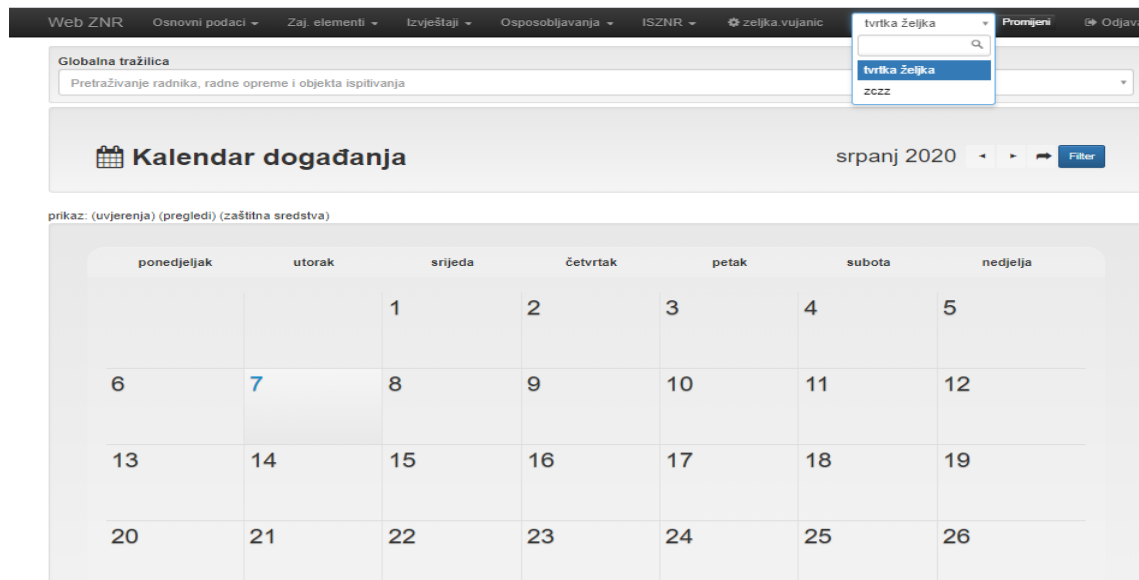 Web ZNR Osnovni podaci Zaj. elementi Izvještaji Osposobljavanja ISZNR zeljka.vujanic tvrtka željka Promijeni Odjava
tvrtka željka
zczz
Globalna tražilica
Pretraživanje radnika, radne opreme i objekta ispitivanja
Kalendar događanja
srpanj 2020 Filter
prikaz: (uvjerenja) (pregledi) (zaštitna sredstva)
ponedjeljak utorak srijeda četvrtak petak subota nedjelja
1 2 3 4 5
6 7 8 9 10 11 12
13 14 15 16 17 18 19
20 21 22 23 24 25 26